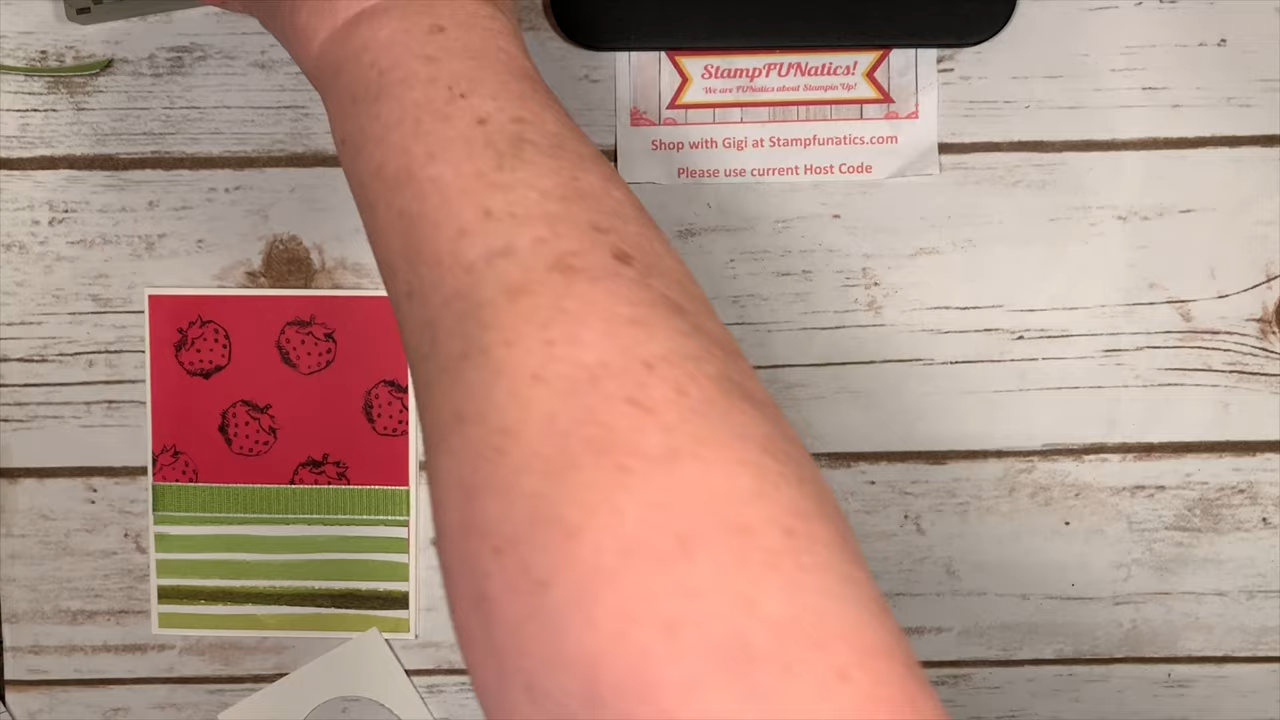 StampFUNatics!
We are FUNatics about Stampin'Up!
Shop with Gigi at Stampfunatics.com
Please use current Host Code